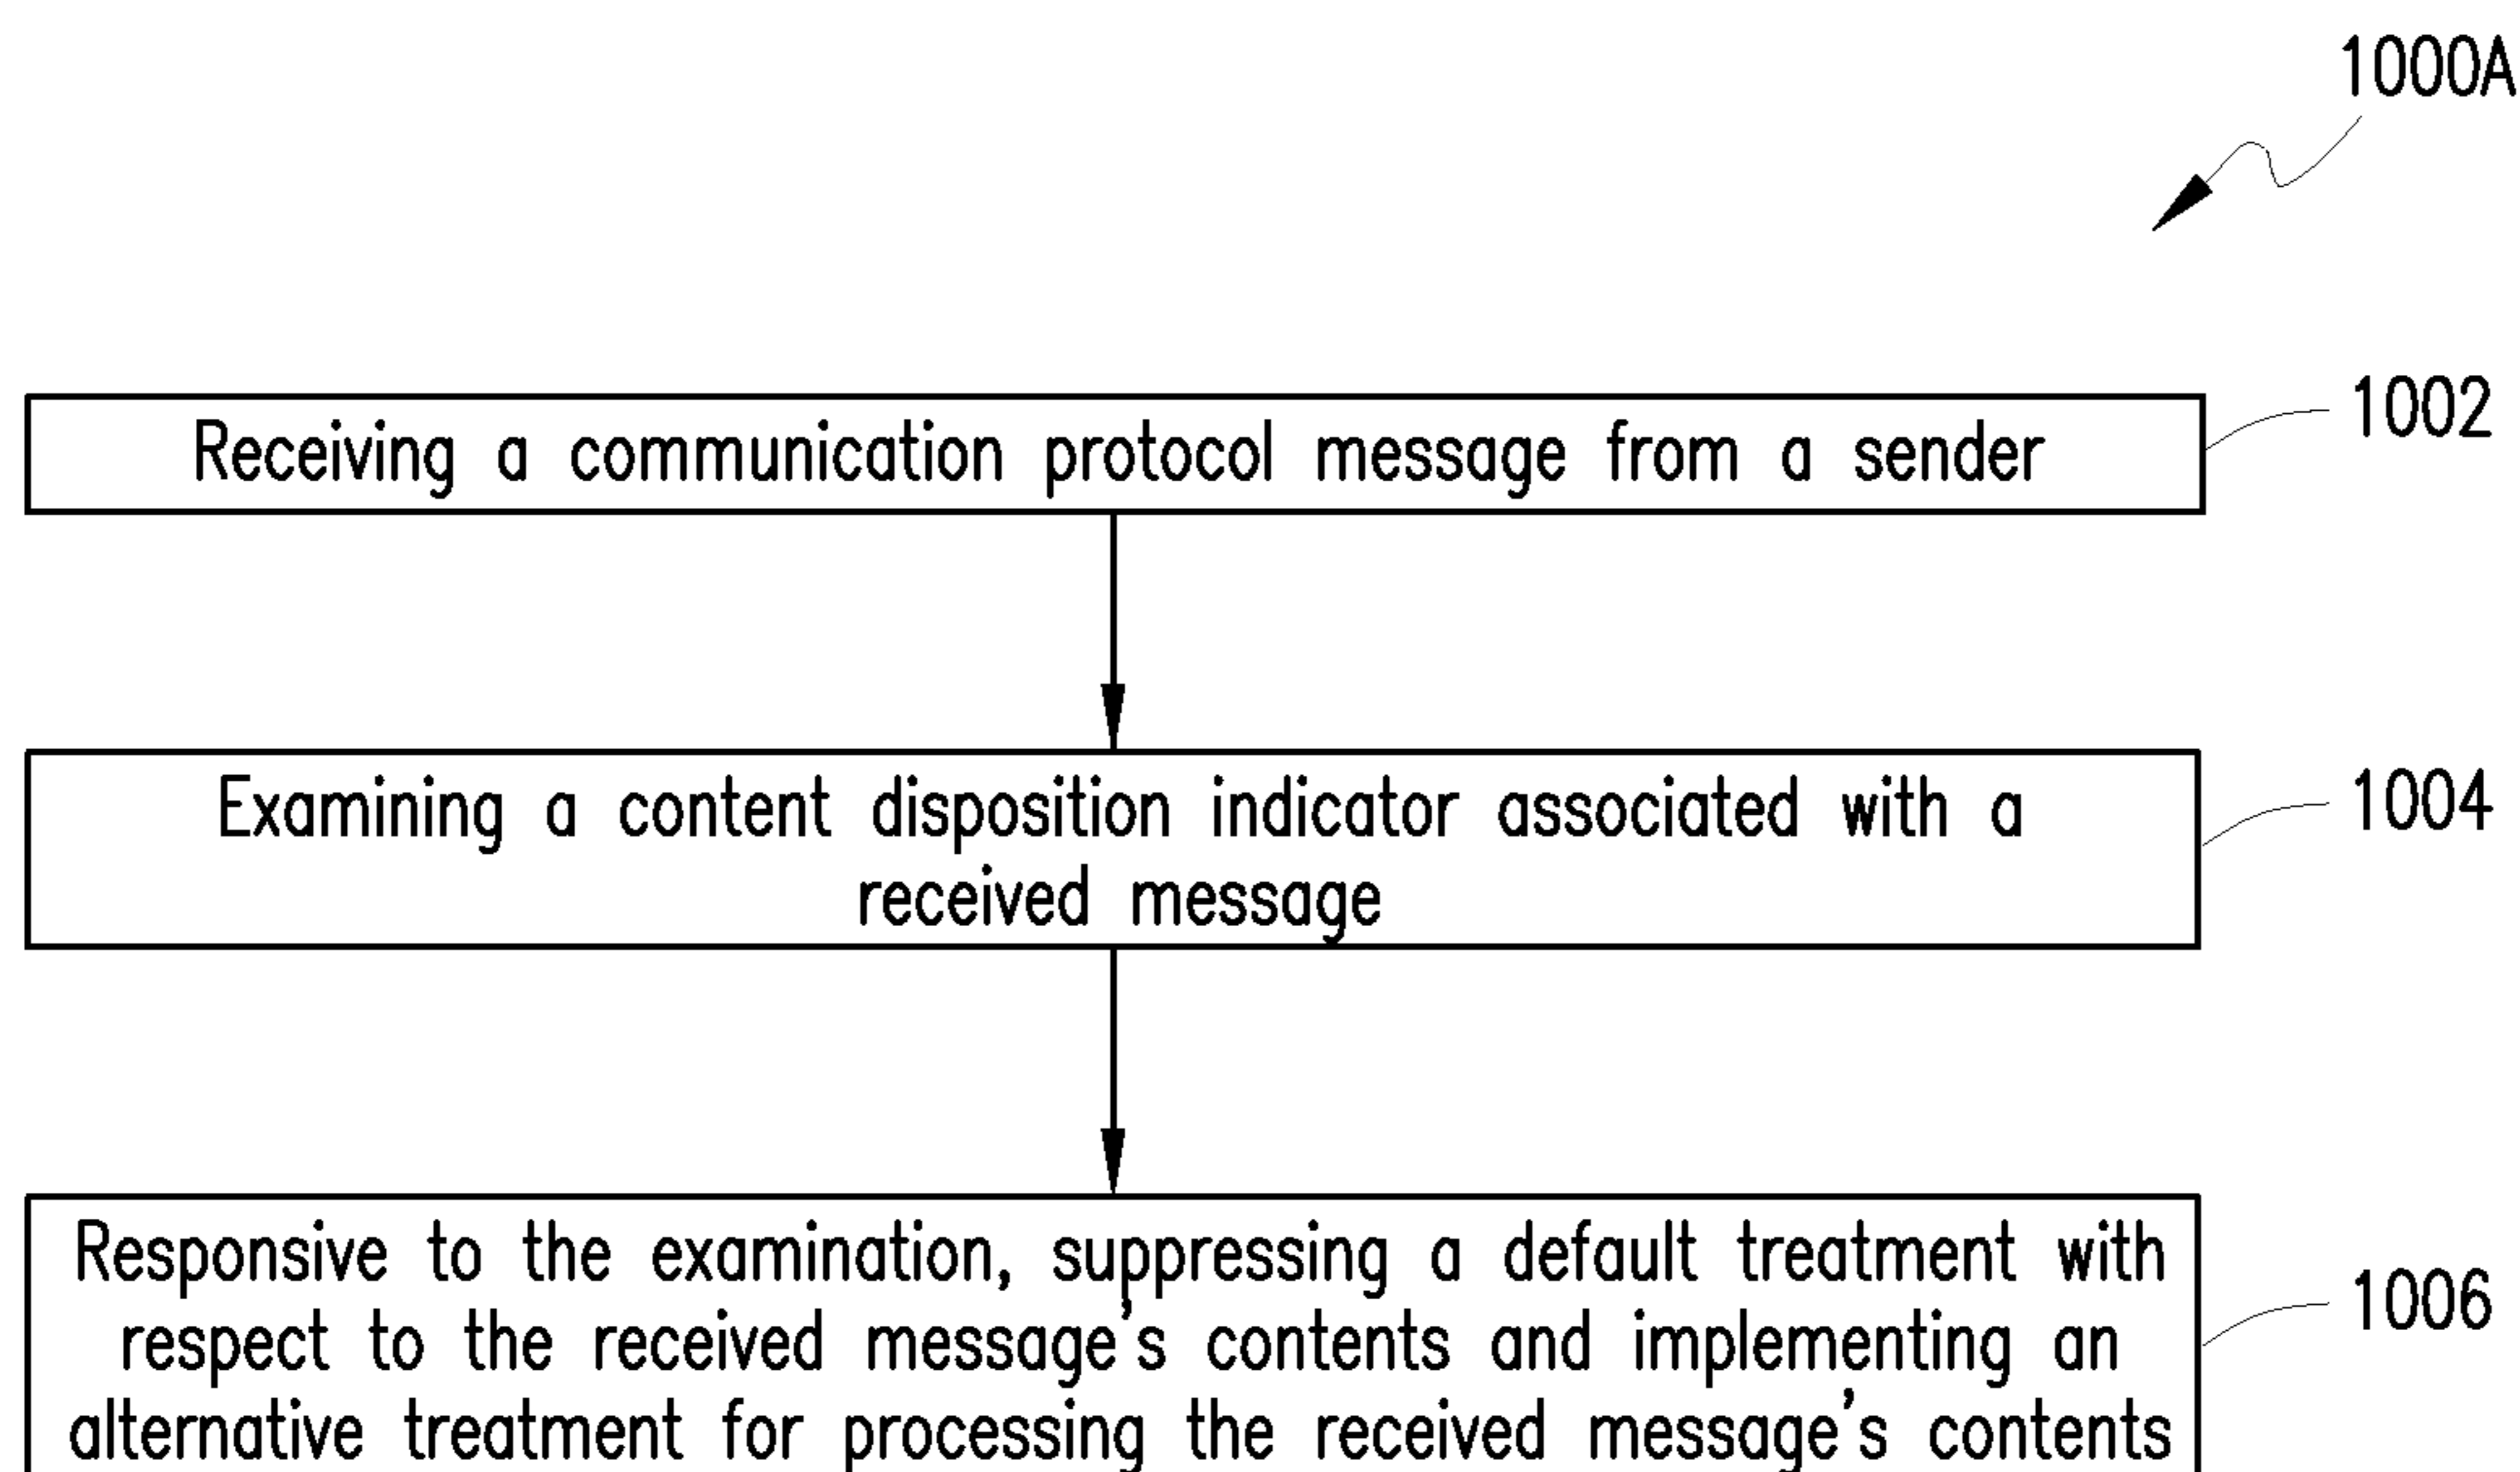 1000A
Receiving a communication protocol message from a sender
1002
Examining a content disposition indicator associated with a
received message
1004
Responsive to the examination, suppressing a default treatment with
respect to the received message's contents and implementing an
alternative treatment for processing the received message's contents
1006